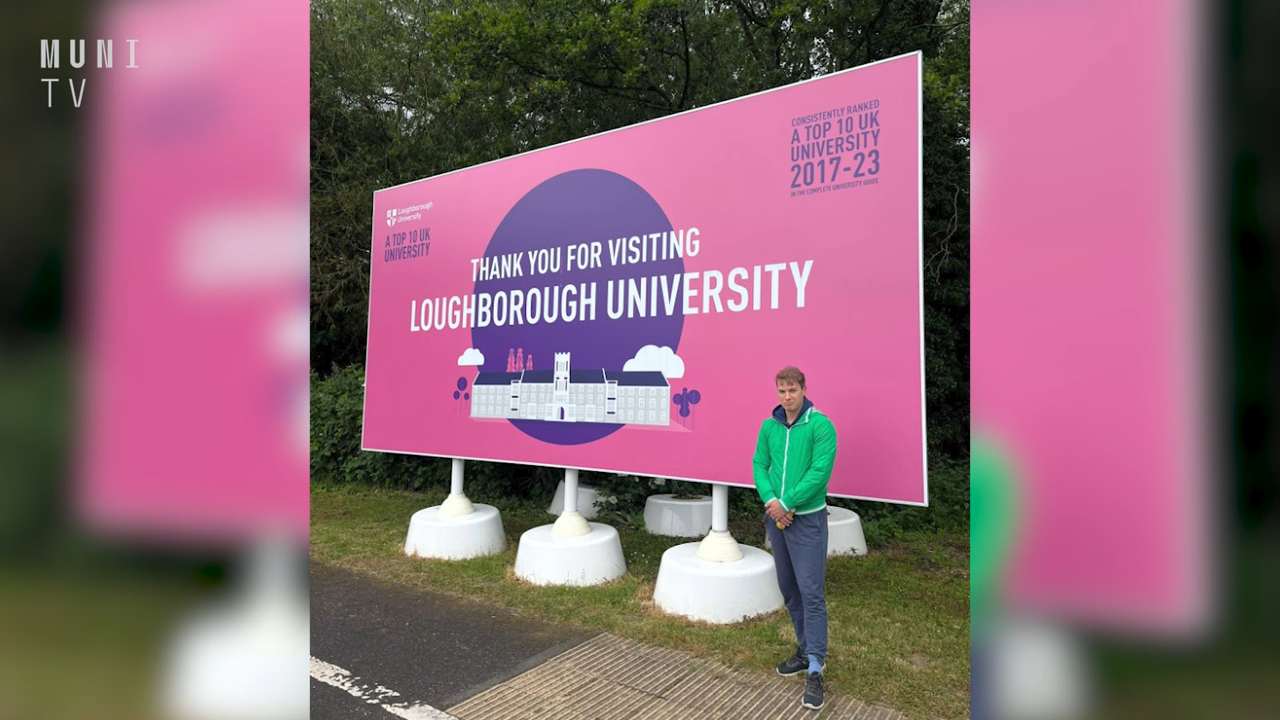 MUNI
TV
CONSISTENTLY RANKED
A TOP 10 UK
UNIVERSITY
2017-23
IN THE COMPLETE UNIVERSITY GUIDE
Loughborough
University
A TOP 10 UK
UNIVERSITY
THANK YOU FOR VISITING
LOUGHBOROUGH UNIVERSITY